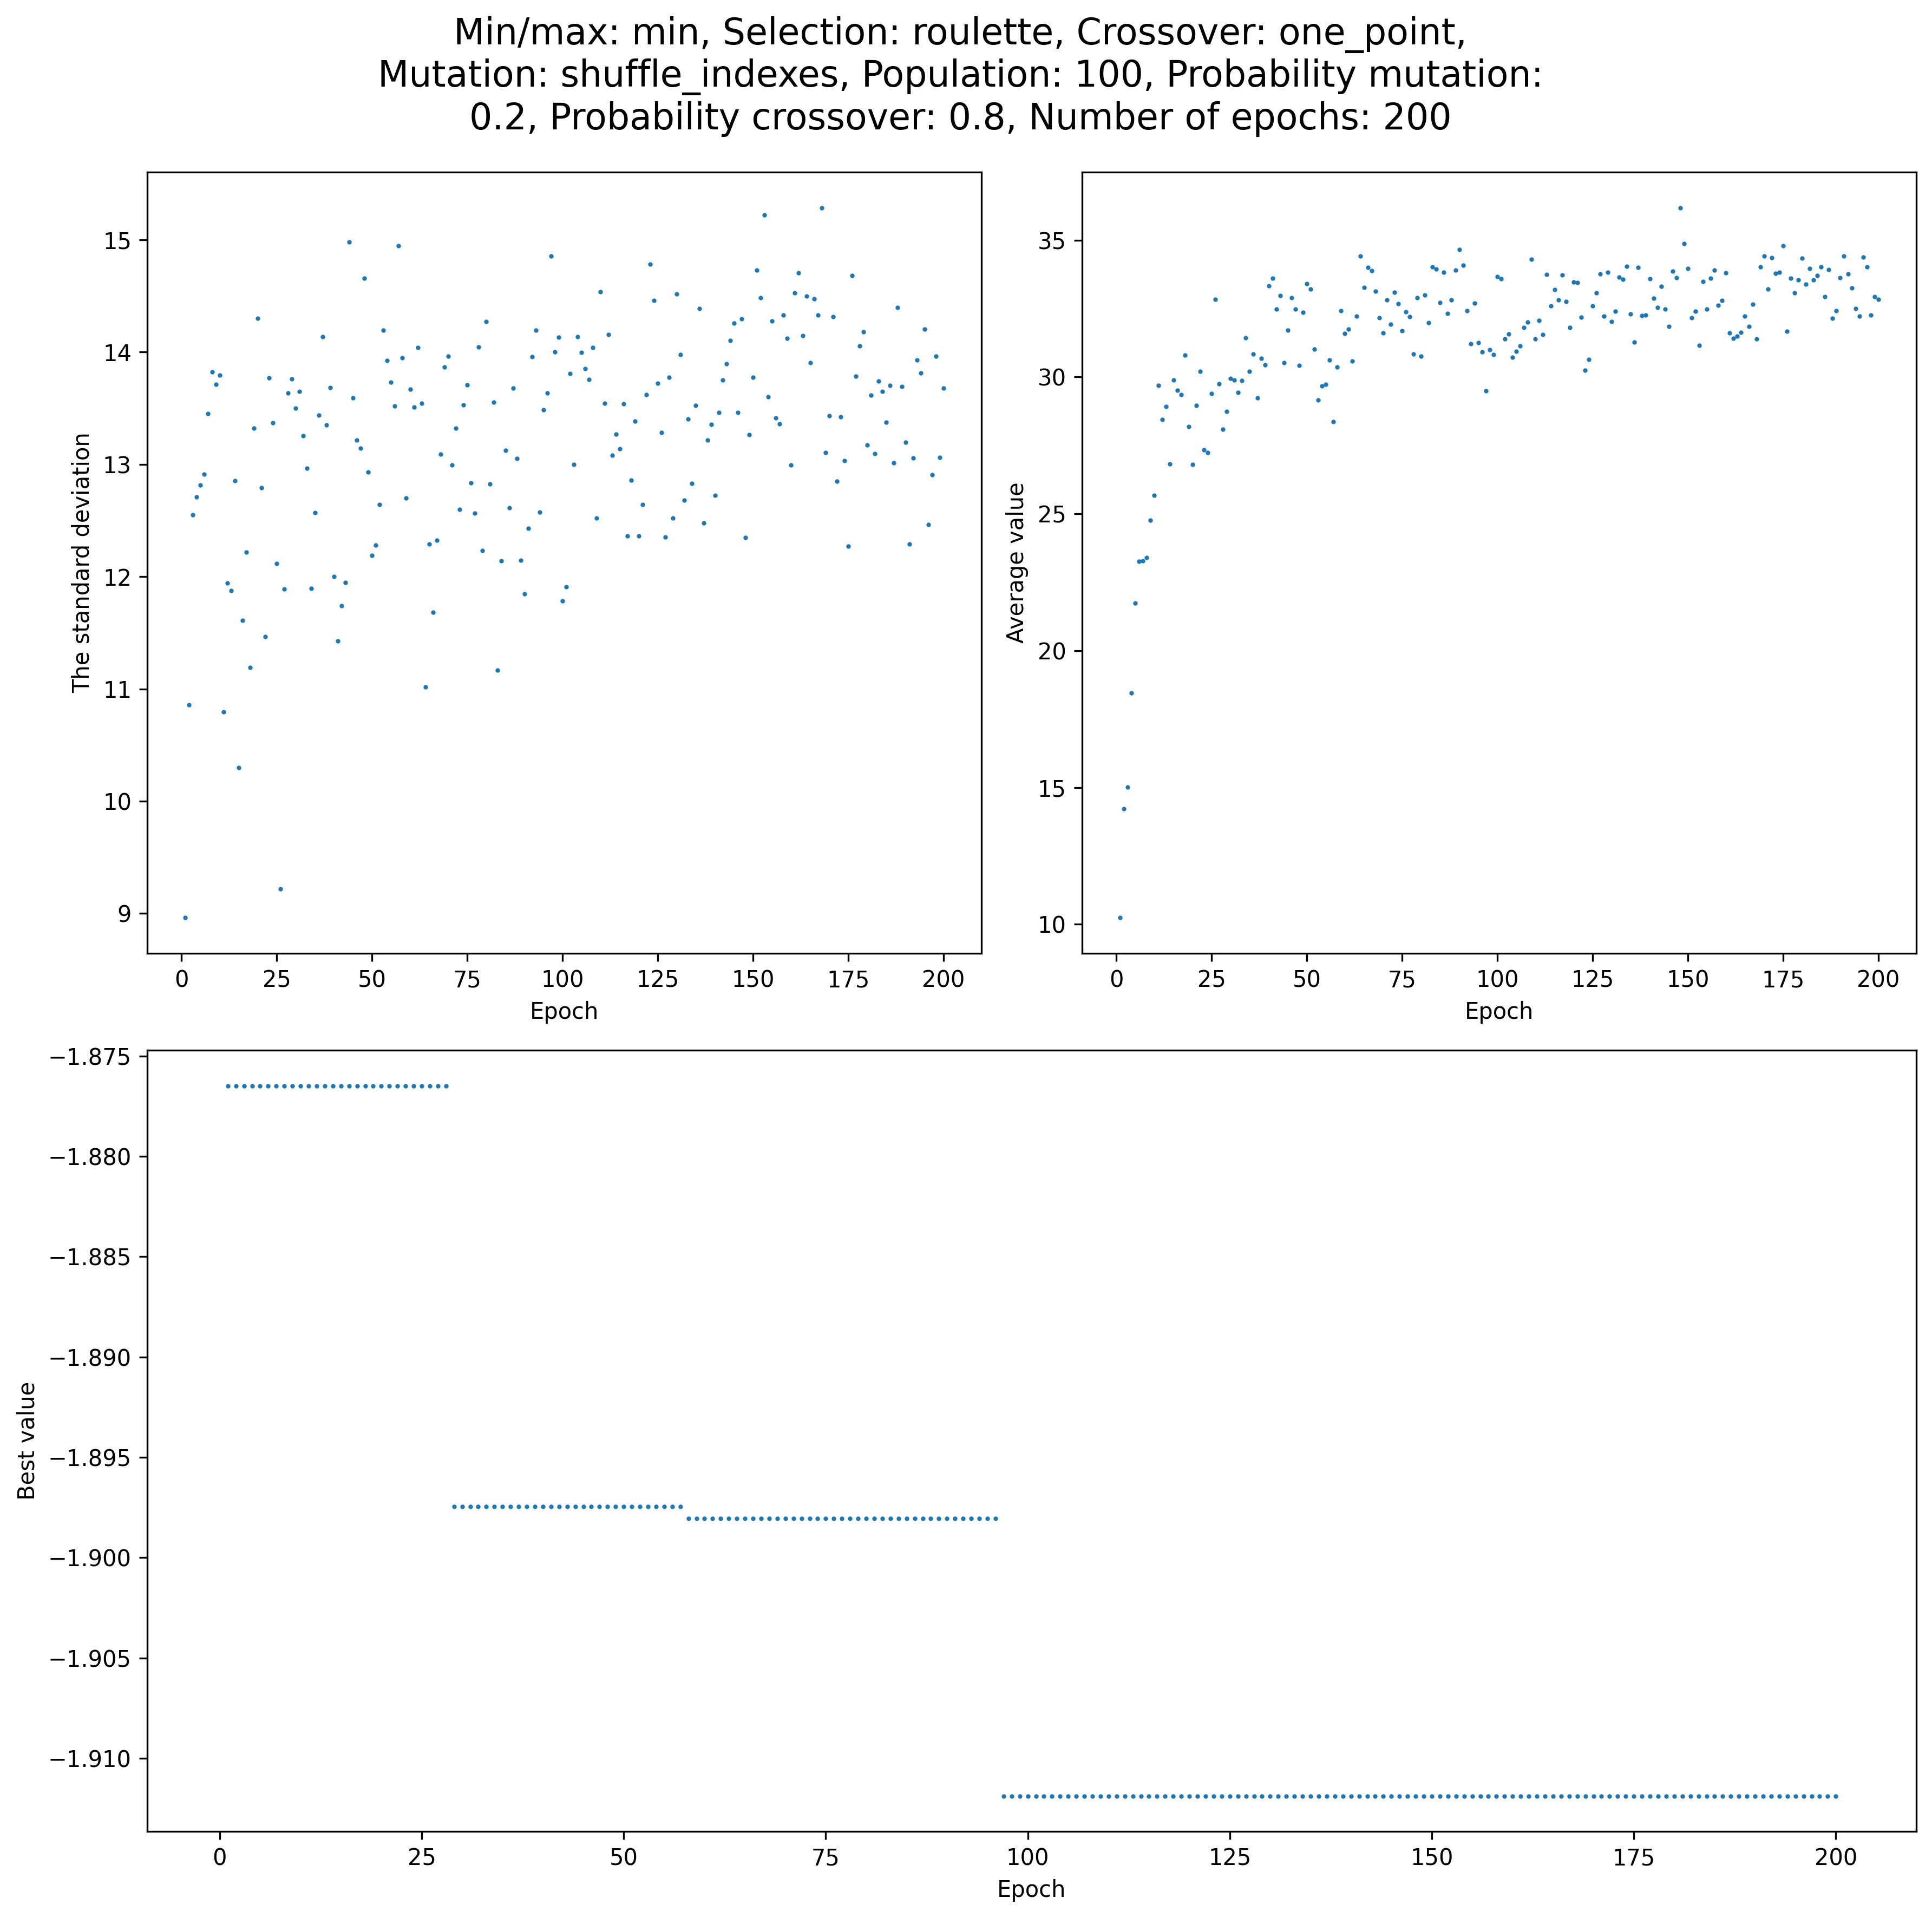 Min/max: min, Selection: roulette, Crossover: one_point,
Mutation: shuffle_indexes, Population: 100, Probability mutation:
0.2, Probability crossover: 0.8, Number of epochs: 200
The standard deviation
15
14
13
12
11
10
9
0 25 50 75 100 125 150 175 200
Epoch
Average value
35
30
25
20
15
10
0 25 50 75 100 125 150 175 200
Epoch
Best value
−1.875
−1.880
−1.885
−1.890
−1.895
−1.900
−1.905
−1.910
0 25 50 75 100 125 150 175 200
Epoch